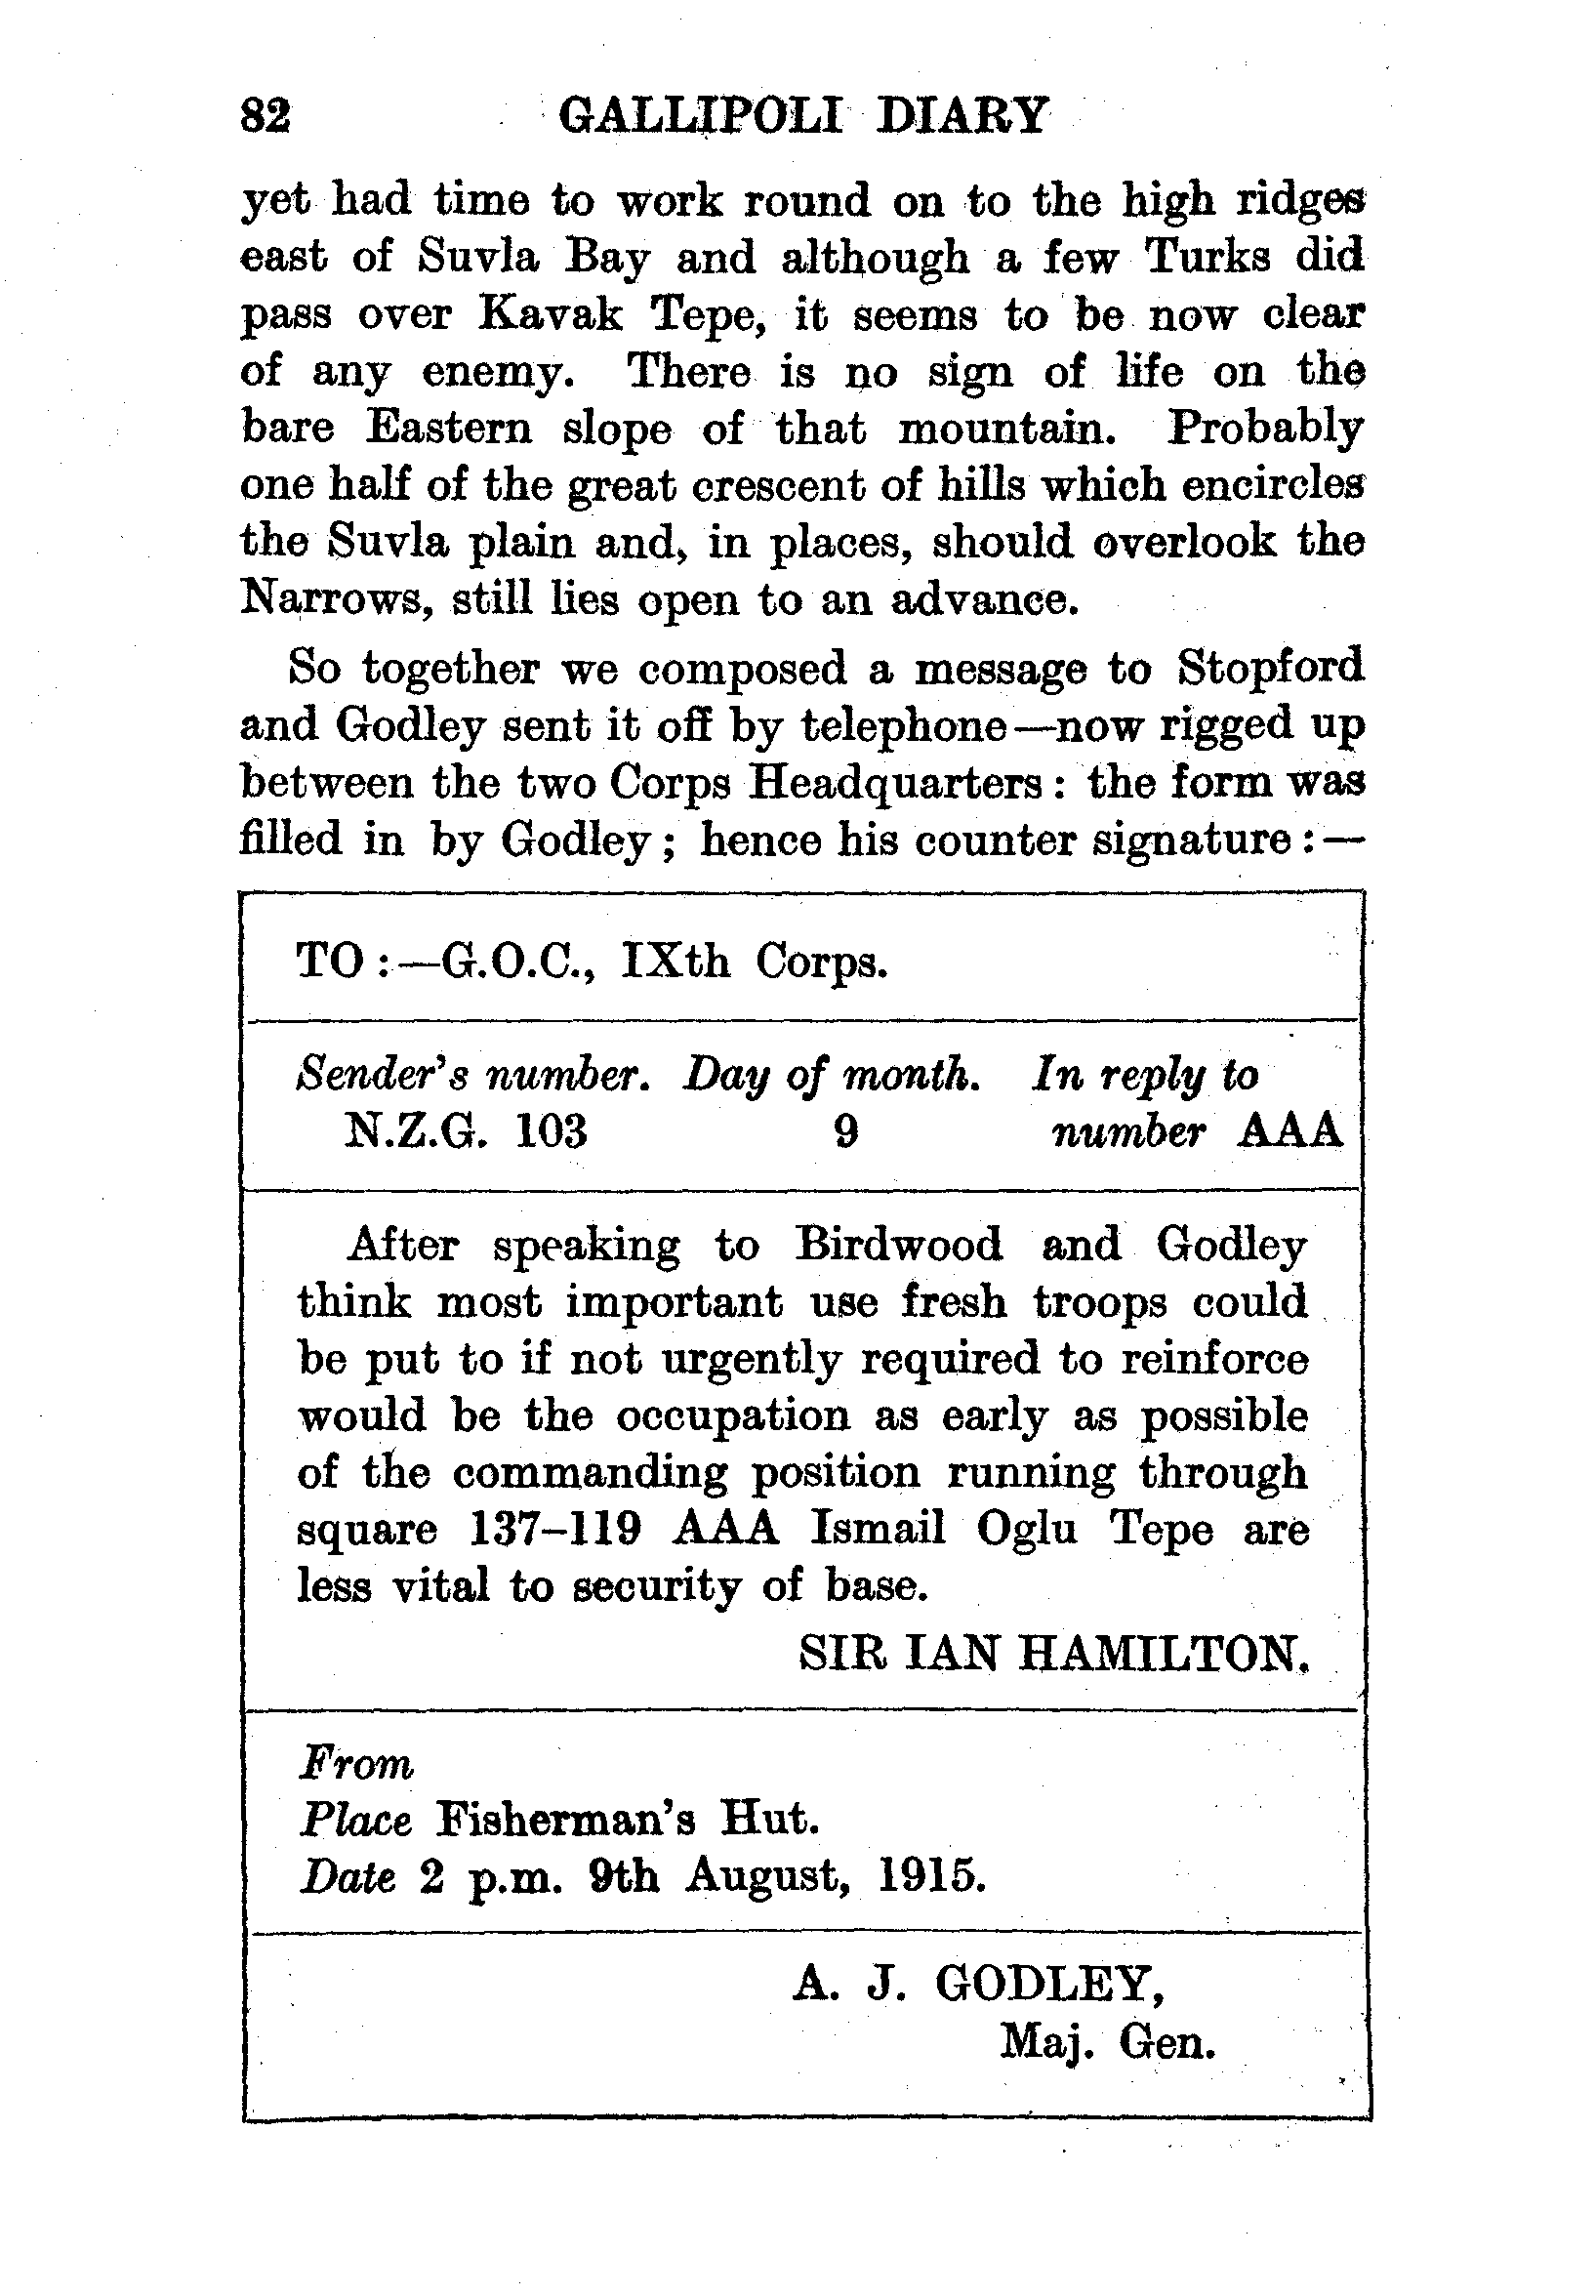 82 GALLIPOLI DIARY
yet had time to work round on to the high ridges
east of Suvla Bay and although a few Turks did
pass over Kavak Tepe, it seems to be now clear
of any enemy. There is no sign of life on the
bare Eastern slope of that mountain. Probably
one half of the great crescent of hills which encircles
the Suvla plain and, in places, should overlook the
Narrows, still lies open to an advance.
So together we composed a message to Stopford
and Godley sent it off by telephone—now rigged up
between the two Corps Headquarters: the form was
filled in by Godley; hence his counter signature:—
TO:—G.O.C., IXth Corps.
Sender's number. Day of month. In reply to
N.Z.G. 103 9 number AAA
After speaking to Birdwood and Godley
think most important use fresh troops could
be put to if not urgently required to reinforce
would be the occupation as early as possible
of the commanding position running through
square 137–119 AAA Ismail Oglu Tepe are
less vital to security of base.
SIR IAN HAMILTON.
From
Place Fisherman's Hut.
Date 2 p.m. 9th August, 1915.
A. J. GODLEY,
Maj. Gen.